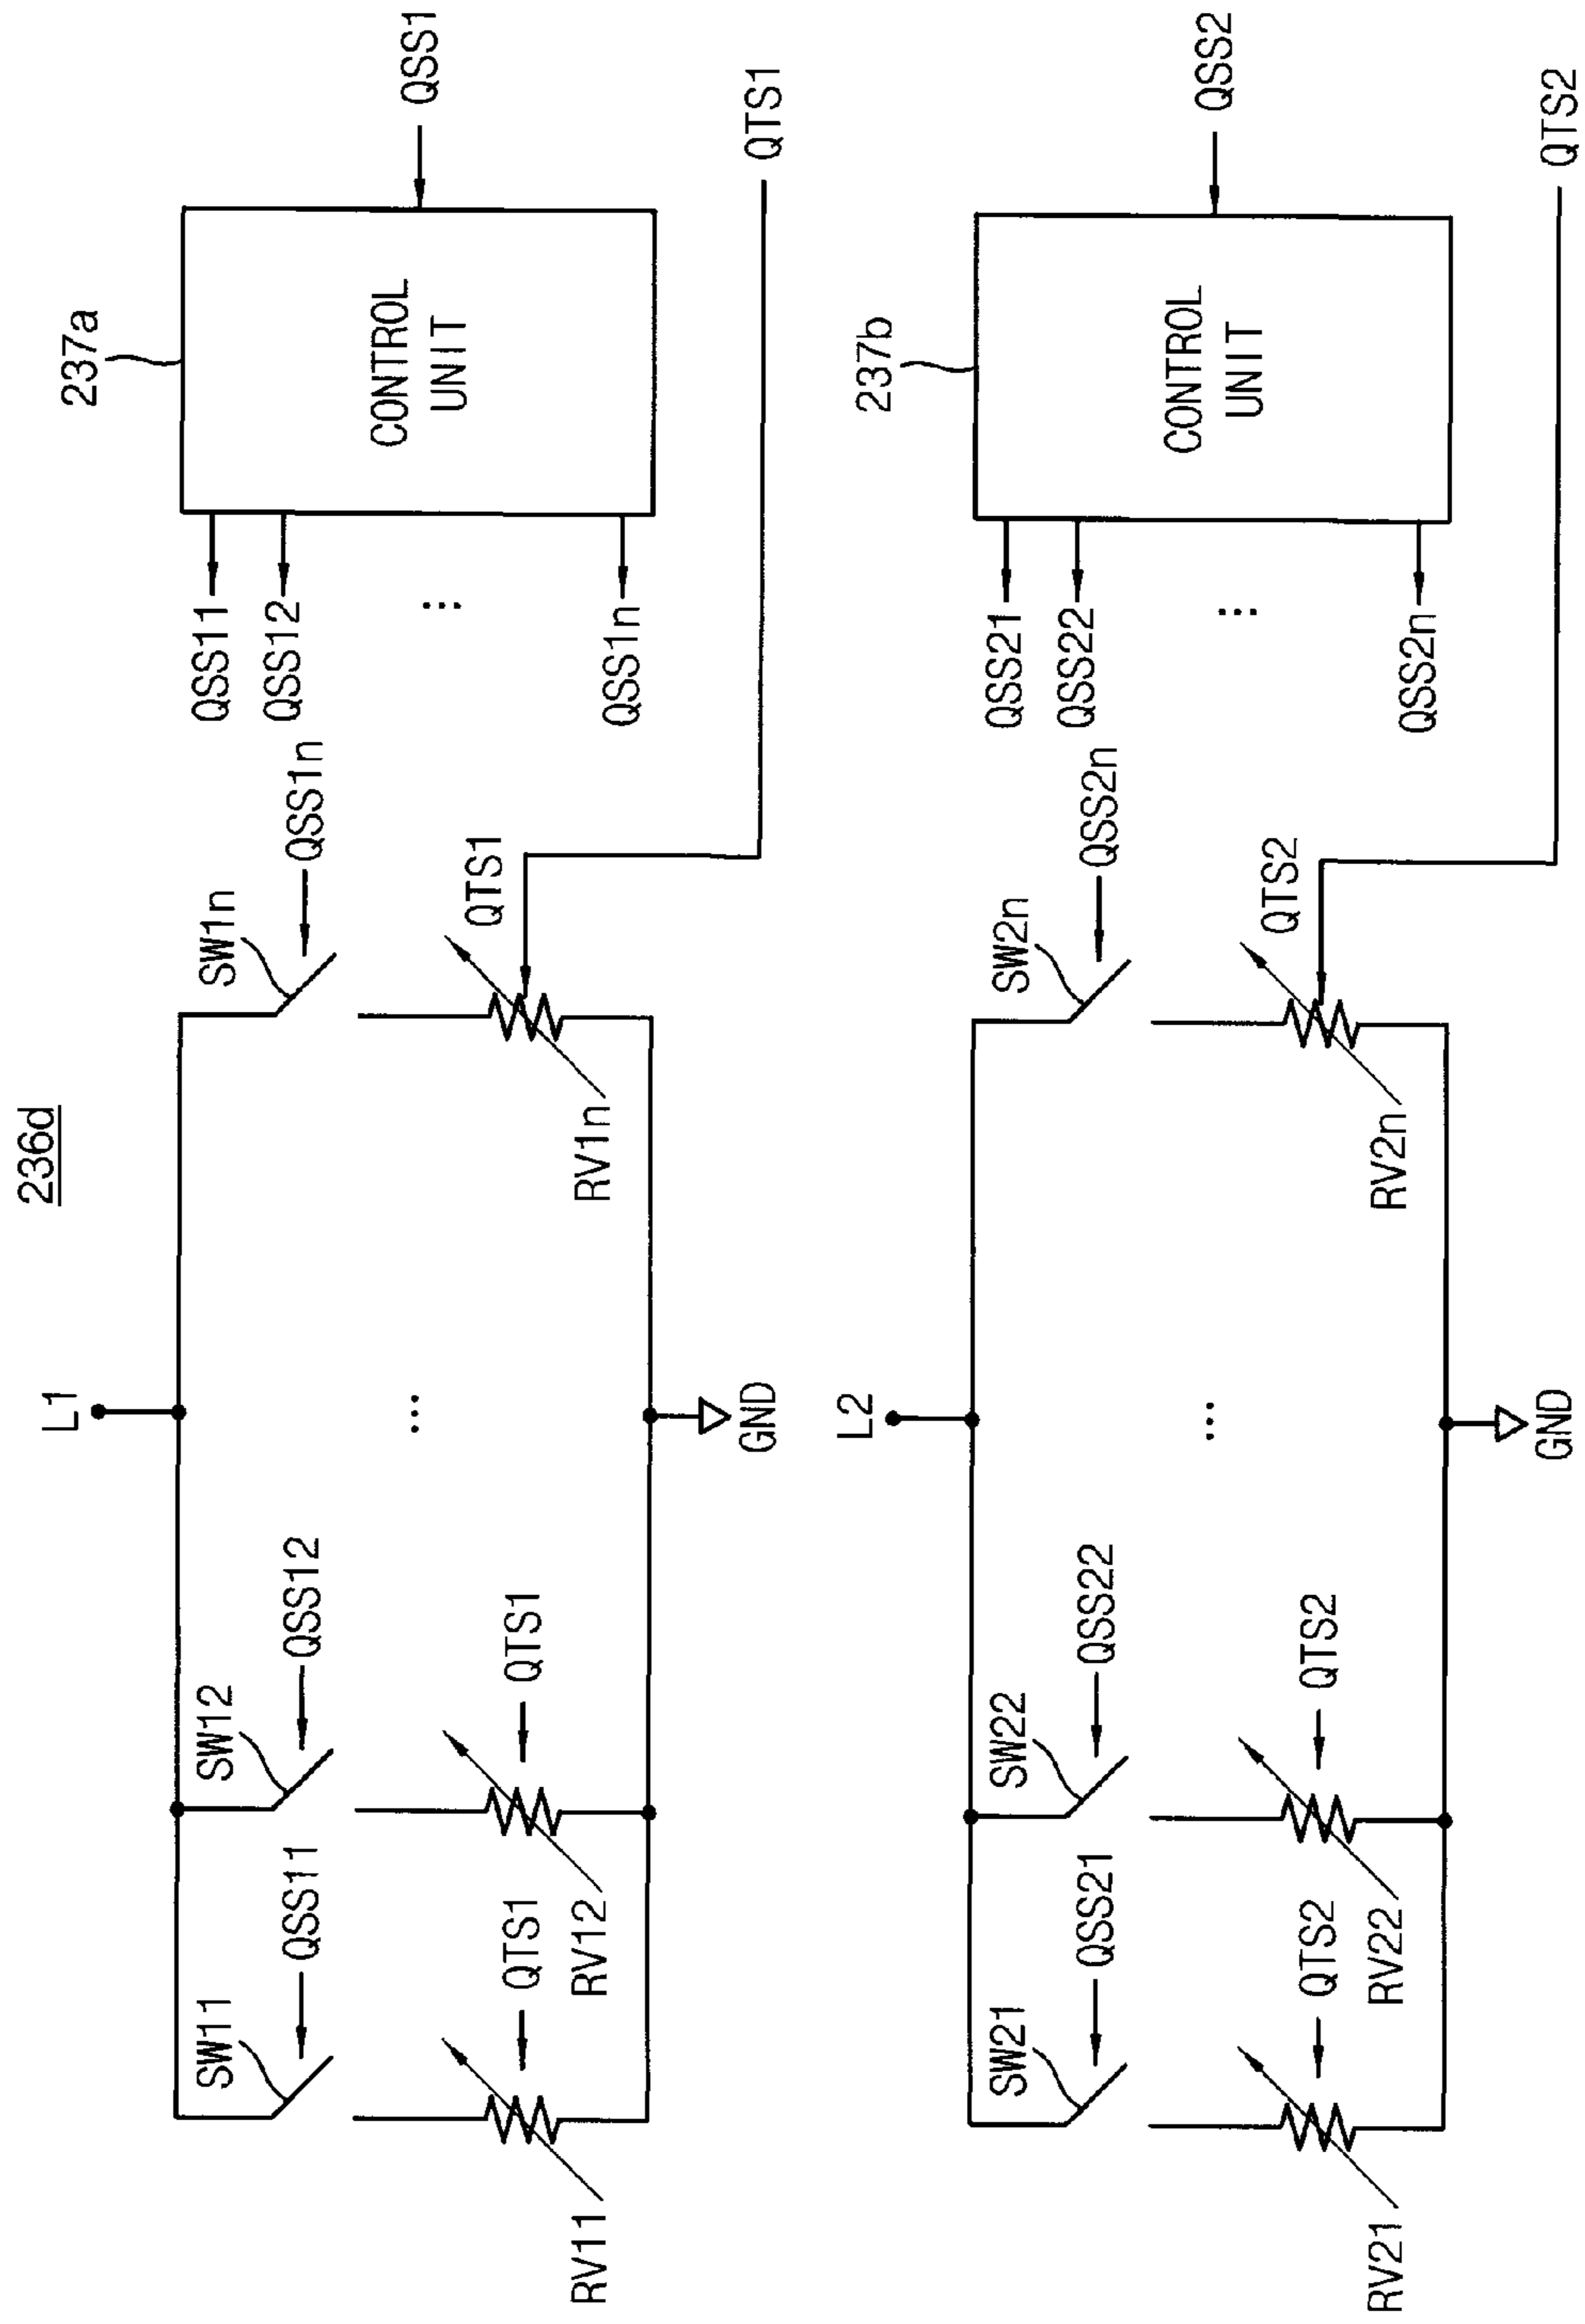 236d
L1
SW11
QSS11
SW12
QSS12
SW1n
QSS1n
QTS1
QTS1
QTS1
RV11
RV12
RV1n
GND
237a
CONTROL
UNIT
QSS11
QSS12
...
QSS1n
QSS1
QTS1
...
L2
SW21
QSS21
SW22
QSS22
SW2n
QSS2n
QTS2
QTS2
QTS2
RV21
RV22
RV2n
GND
237b
CONTROL
UNIT
QSS21
QSS22
...
QSS2n
QSS2
QTS2
...